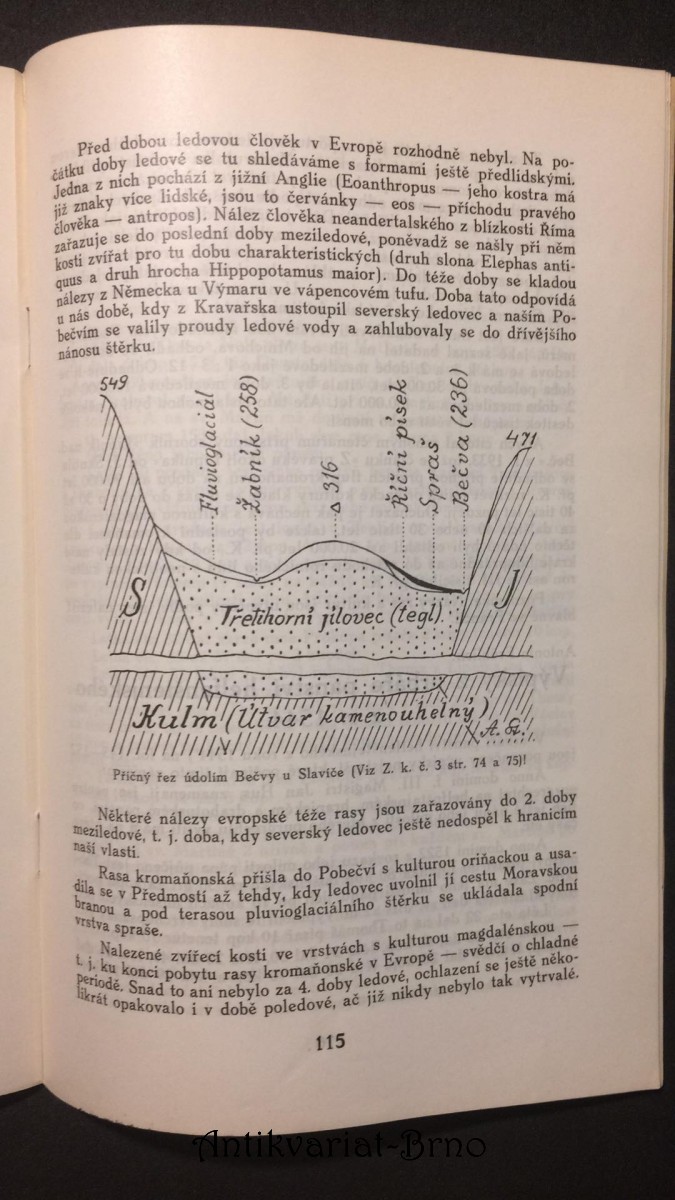 Před dobou ledovou člověk v Evropě rozhodně nebyl. Na po-
čátku doby ledové se tu shledáváme s formami ještě předlidskými.
Jedna z nich pochází z jižní Anglie (Eoanthropus — jeho kostra má
již znaky více lidské, jsou to červánky — eos — příchodu pravého
člověka — antropos). Nález člověka neandertalského z blízkosti Říma
zařazuje se do poslední doby meziledové, poněvadž se našly při něm
kosti zvířat pro tu dobu charakteristických (druh slona Elephas anti-
quus a druh hrocha Hippopotamus maior). Do téže doby se kladou
nálezy z Německa u Výmaru ve vápencovém tufu. Doba tato odpovídá
u nás době, kdy z Kravařska ustoupil severský ledovec a naším Po-
bečvím se valily proudy ledové vody a zahlubovaly se do dřívějšího
nánosu štěrku.
549
Fluvioglaciál
Žabník (258)
△ 316
Říční písek
Spraš
Bečva (236)
471
S
Třetihorní jílovec (tegl)
J
Kulm (Útvar kamenouhelný)
Příčný řez údolím Bečvy u Slavíče (Viz Z. k. č. 3 str. 74 a 75)!
Některé nálezy evropské téže rasy jsou zařazovány do 2. doby
meziledové, t. j. doba, kdy severský ledovec ještě nedospěl k hranicím
naší vlasti.
Rasa kromaňonská přišla do Pobečví s kulturou oriňackou a usa-
dila se v Předmostí až tehdy, kdy ledovec uvolnil jí cestu Moravskou
branou a pod terasou pluvioglaciálního štěrku se ukládala spodní
vrstva spraše.
Nalezené zvířecí kosti ve vrstvách s kulturou magdalénskou —
t. j. ku konci pobytu rasy kromaňonské v Evropě — svědčí o chladné
periodě. Snad to ani nebylo za 4. doby ledové, ochlazení se ještě něko-
likrát opakovalo i v době poledové, ač již nikdy nebylo tak vytrvalé.
115
Antikvariat-Brno